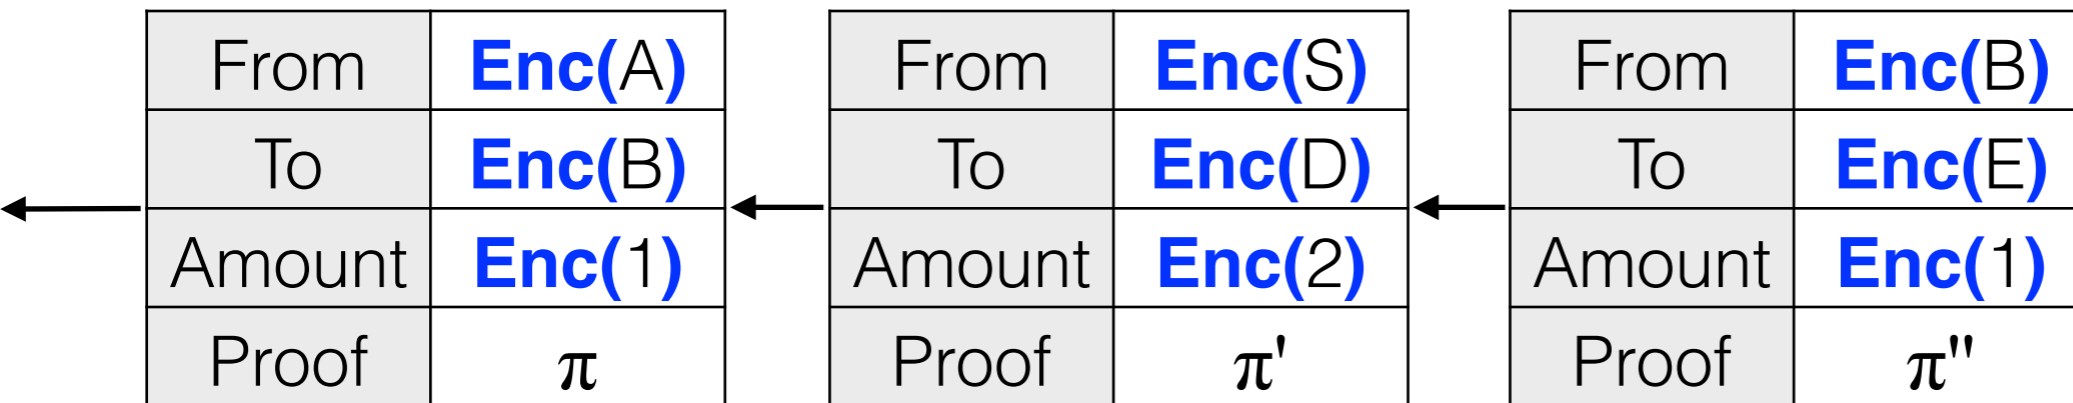 From Enc(A)
To Enc(B)
Amount Enc(1)
Proof π
From Enc(S)
To Enc(D)
Amount Enc(2)
Proof π'
From Enc(B)
To Enc(E)
Amount Enc(1)
Proof π"